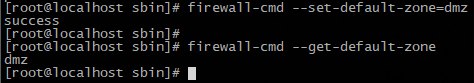 [root@localhost sbin]# firewall-cmd --set-default-zone=dmz
success
[root@localhost sbin]#
[root@localhost sbin]# firewall-cmd --get-default-zone
dmz
[root@localhost sbin]#